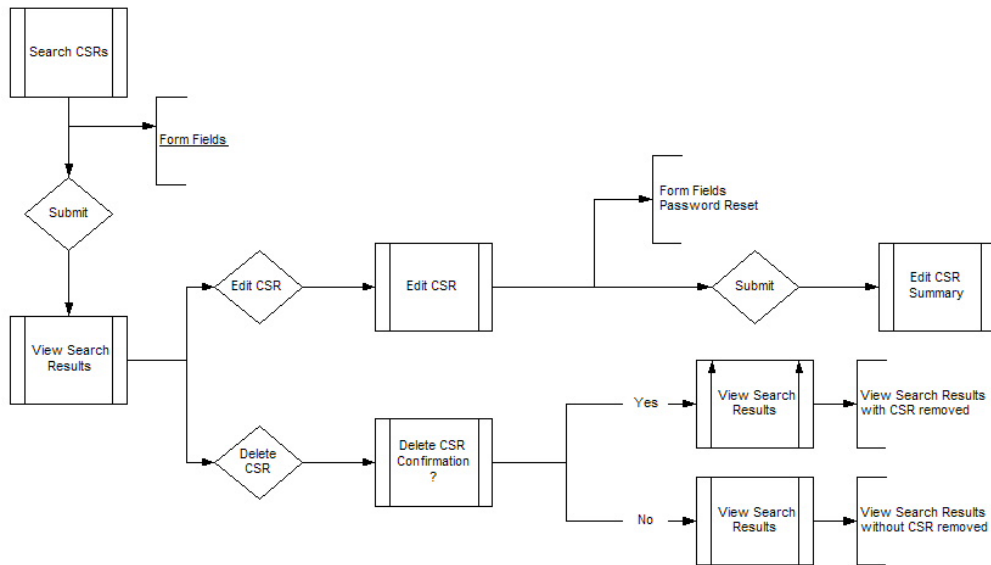 Search CSRs
Form Fields
Submit
Form Fields
Password Reset
Edit CSR
Edit CSR
Submit
Edit CSR
Summary
View Search
Results
Yes
View Search
Results
View Search Results
with CSR removed
Delete
CSR
Delete CSR
Confirmation
?
No
View Search
Results
View Search Results
without CSR removed